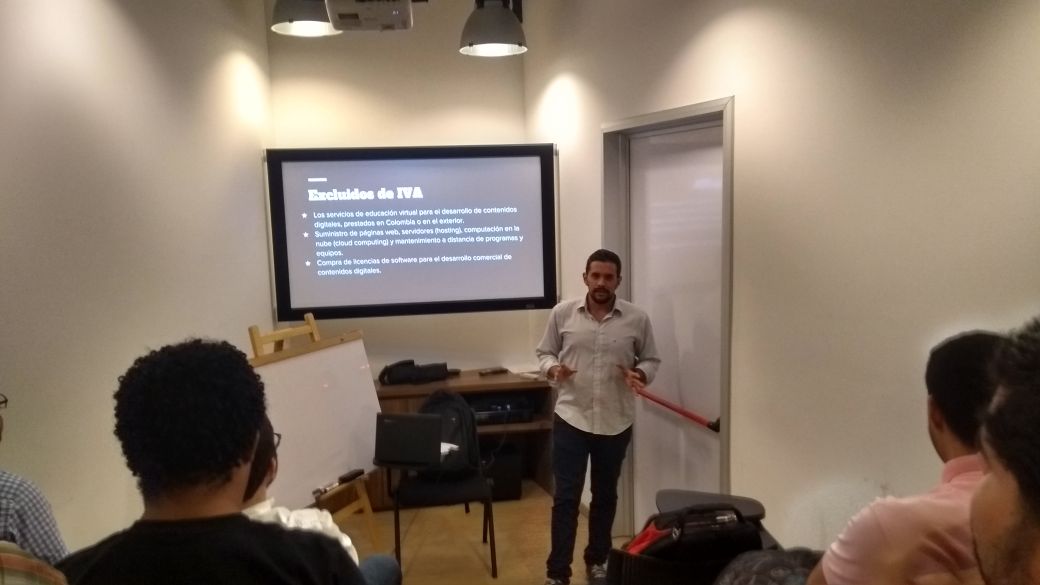 Excluidos de IVA
★ Los servicios de educación virtual para el desarrollo de contenidos
digitales, prestados en Colombia o en el exterior.
★ Suministro de páginas web, servidores (hosting), computación en la
nube (cloud computing) y mantenimiento a distancia de programas y
equipos.
★ Compra de licencias de software para el desarrollo comercial de
contenidos digitales.